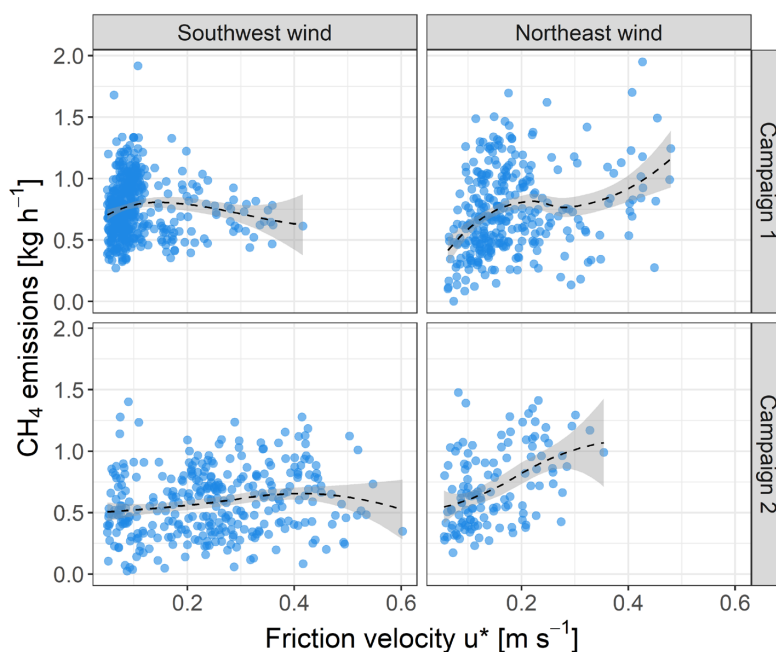 Southwest wind
Northeast wind
CH₄ emissions [kg h⁻¹]
2.0
1.5
1.0
0.5
0.0
Campaign 1
2.0
1.5
1.0
0.5
0.0
Campaign 2
0.2
0.4
0.6
0.2
0.4
0.6
Friction velocity u* [m s⁻¹]